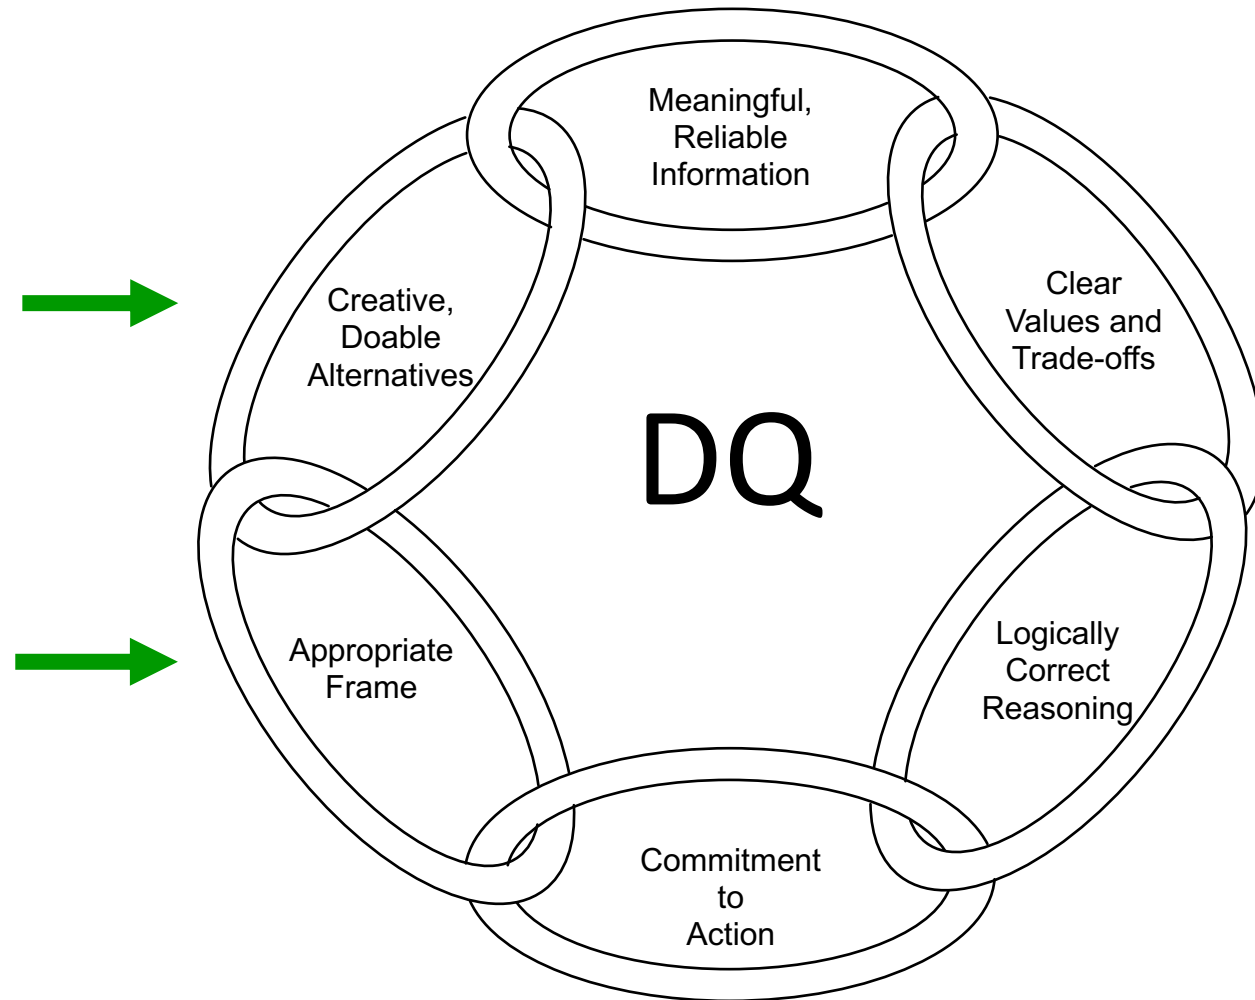 Meaningful,
Reliable
Information
Creative,
Doable
Alternatives
Clear
Values and
Trade-offs
DQ
Appropriate
Frame
Logically
Correct
Reasoning
Commitment
to
Action